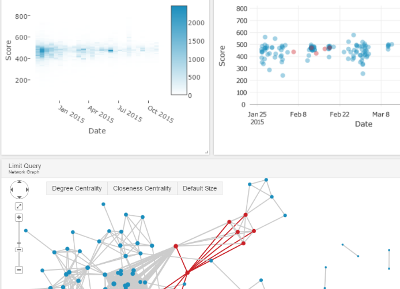 800
600
400
200
Score
Jan 2015
Apr 2015
Jul 2015
Oct 2015
Date
2000
1500
1000
500
0
800
700
600
500
400
300
200
100
0
Score
Jan 25
2015
Feb 8
Feb 22
Mar 8
Date
Limit Query
Network Graph
Degree Centrality
Closeness Centrality
Default Size